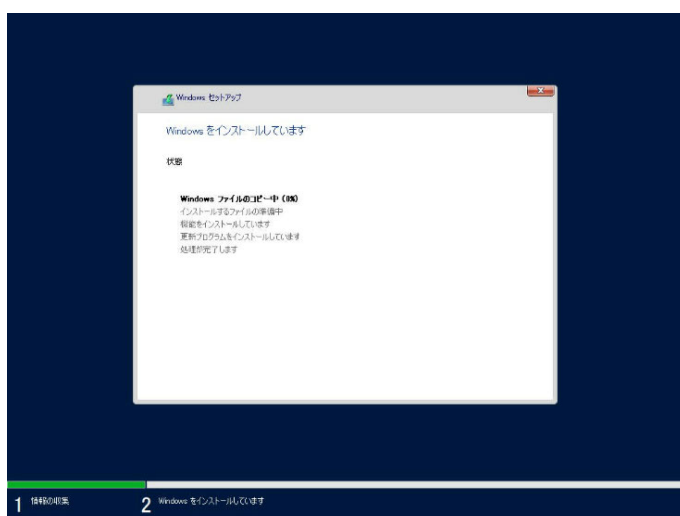 Windows セットアップ
Windows をインストールしています
状態
Windows ファイルのコピー中 (0%)
インストールするファイルの準備中
機能をインストールしています
更新プログラムをインストールしています
処理が完了します
1 情報の収集
2 Windows をインストールしています